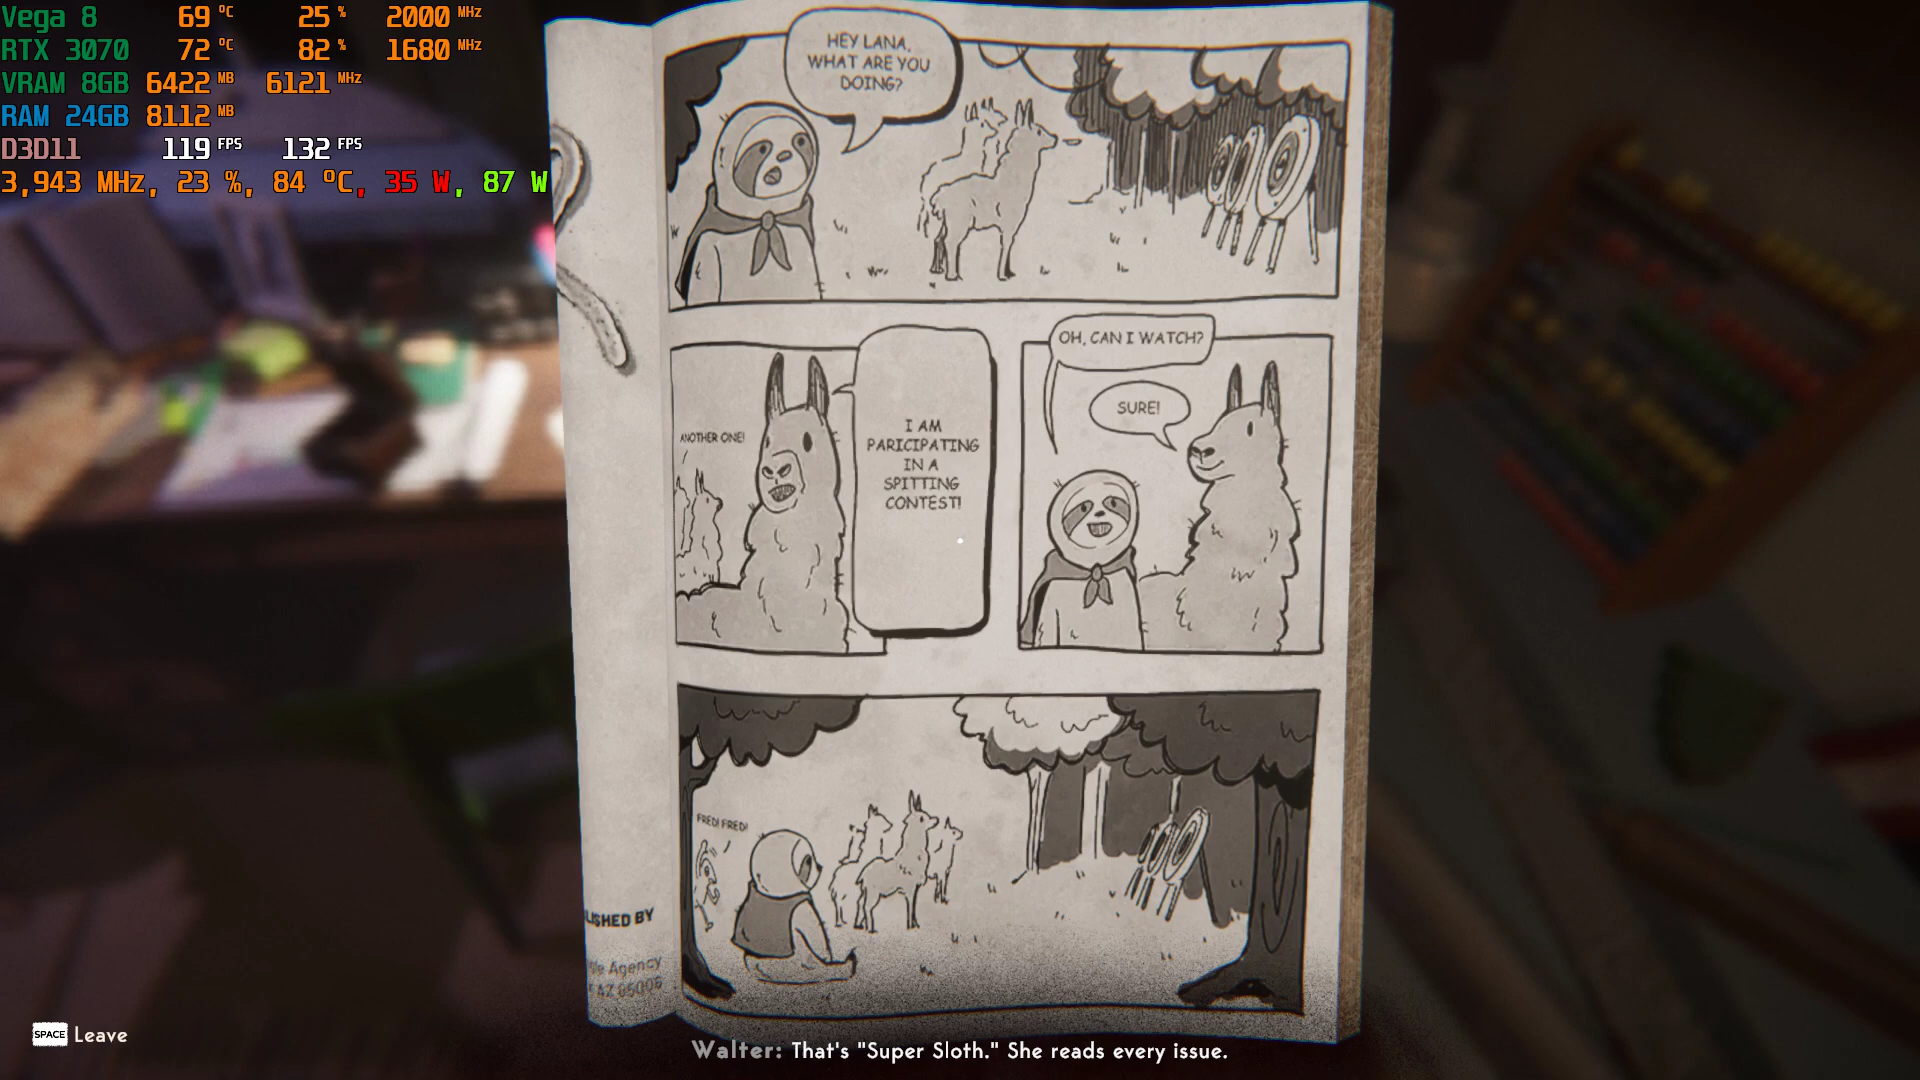 Vega 8 69 °C 25 % 2000 MHz
RTX 3070 72 °C 82 % 1680 MHz
VRAM 8GB 6422 MB 6121 MHz
RAM 24GB 8112 MB
D3D11 119 FPS 132 FPS
3,943 MHz, 23 %, 84 °C, 35 W, 87 W
HEY LANA,
WHAT ARE YOU
DOING?
ANOTHER ONE!
I AM
PARICIPATING
IN A
SPITTING
CONTEST!
OH, CAN I WATCH?
SURE!
FRED! FRED!
LISHED BY
Agency
AZ
SPACE Leave
Walter: That's "Super Sloth." She reads every issue.